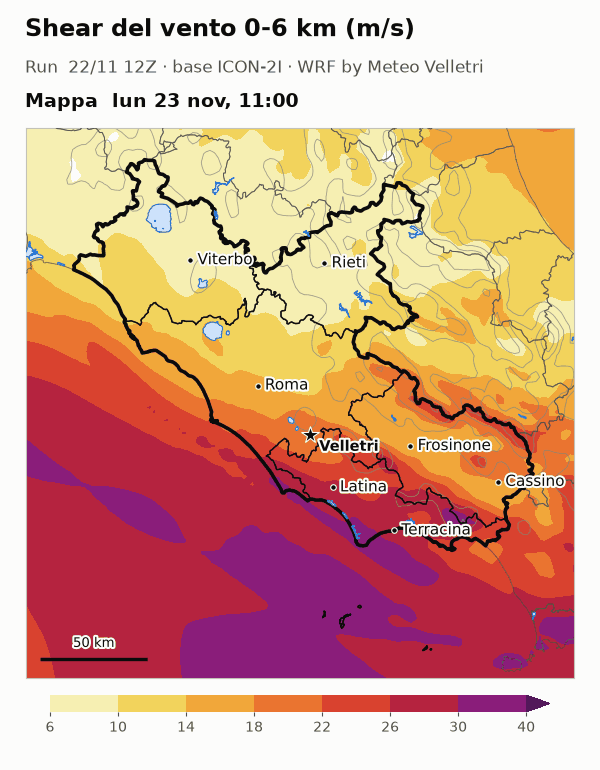 Shear del vento 0-6 km (m/s)
Run  22/11 12Z · base ICON-2I · WRF by Meteo Velletri
Mappa  lun 23 nov, 11:00
Viterbo
Rieti
Roma
Velletri
Frosinone
Cassino
Latina
Terracina
50 km
6 10 14 18 22 26 30 40